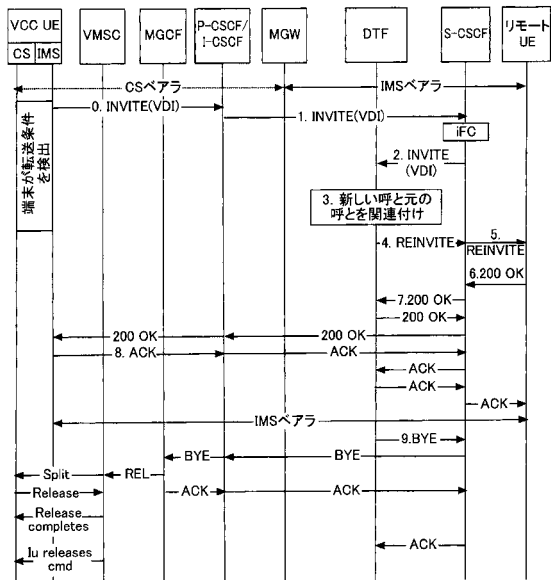 VCC UE
CS
IMS
VMSC
MGCF
P-CSCF/
I-CSCF
MGW
DTF
S-CSCF
リモート
UE
CSベアラ
IMSベアラ
0. INVITE(VDI)
1. INVITE(VDI)
端末が転送条件
を検出
iFC
2. INVITE
(VDI)
3. 新しい呼と元の
呼とを関連付け
4. REINVITE
5.
REINVITE
6.200 OK
7.200 OK
200 OK
200 OK
200 OK
8. ACK
ACK
ACK
ACK
ACK
IMSベアラ
9.BYE
BYE
BYE
Split
REL
Release
ACK
ACK
Release
completes
Iu releases
cmd
ACK